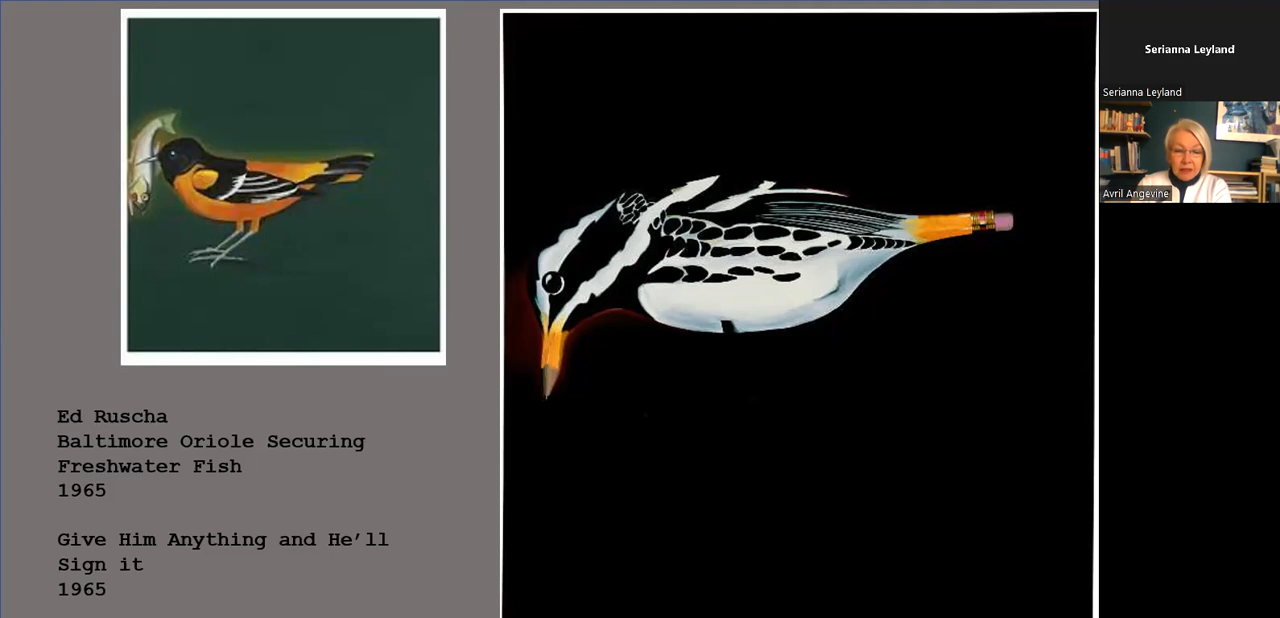 Ed Ruscha
Baltimore Oriole Securing
Freshwater Fish
1965
Give Him Anything and He’ll
Sign it
1965
Serianna Leyland
Serianna Leyland
Avril Angevine